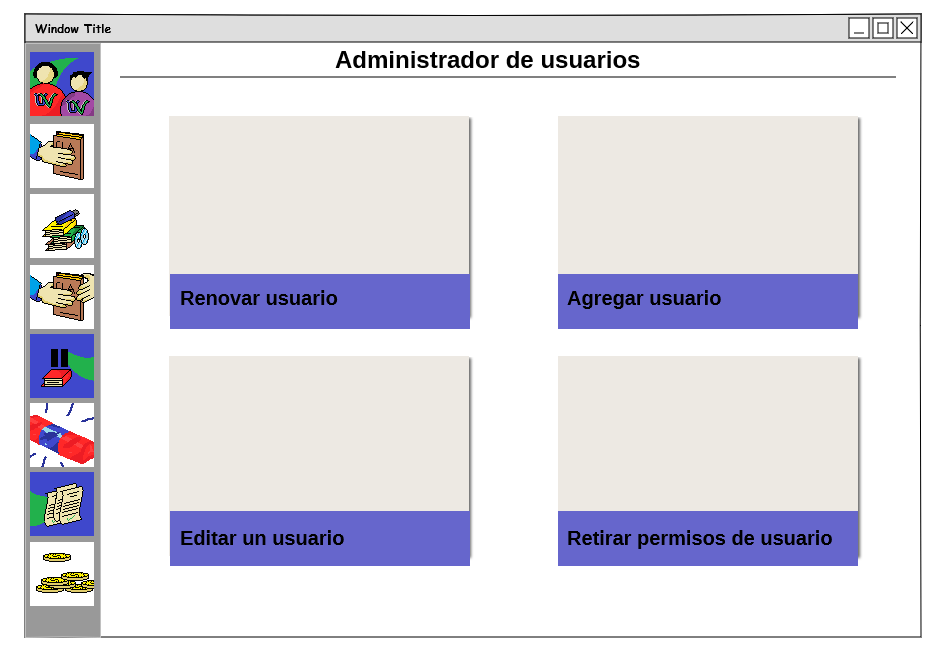 Window Title
Administrador de usuarios
Renovar usuario
Agregar usuario
Editar un usuario
Retirar permisos de usuario